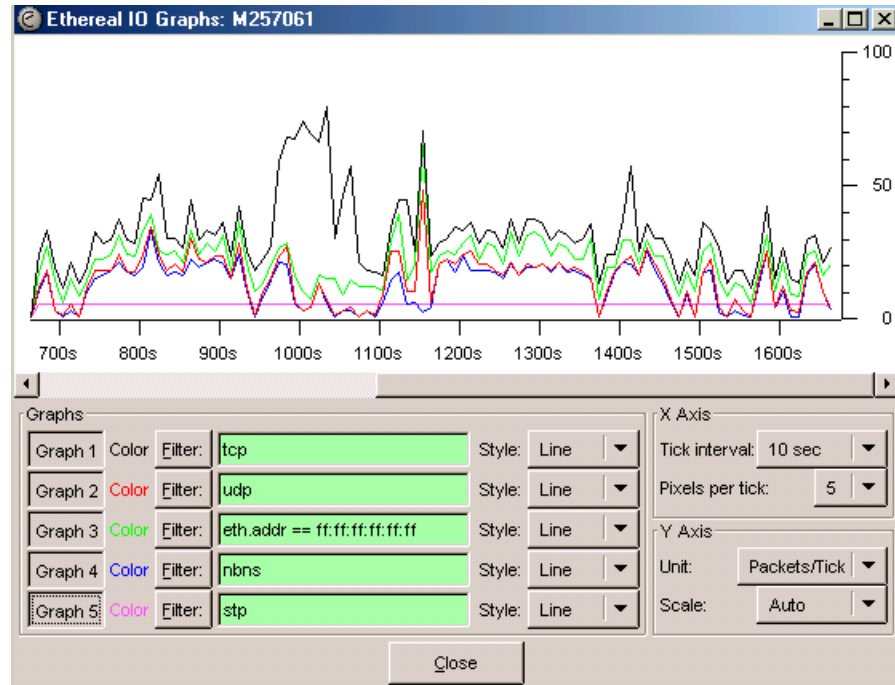 Ethereal IO Graphs: M257061
100
50
0
700s 800s 900s 1000s 1100s 1200s 1300s 1400s 1500s 1600s
Graphs
Graph 1 Color Filter: tcp Style: Line
Graph 2 Color Filter: udp Style: Line
Graph 3 Color Filter: eth.addr == ff:ff:ff:ff:ff:ff Style: Line
Graph 4 Color Filter: nbns Style: Line
Graph 5 Color Filter: stp Style: Line
X Axis
Tick interval: 10 sec
Pixels per tick: 5
Y Axis
Unit: Packets/Tick
Scale: Auto
Close